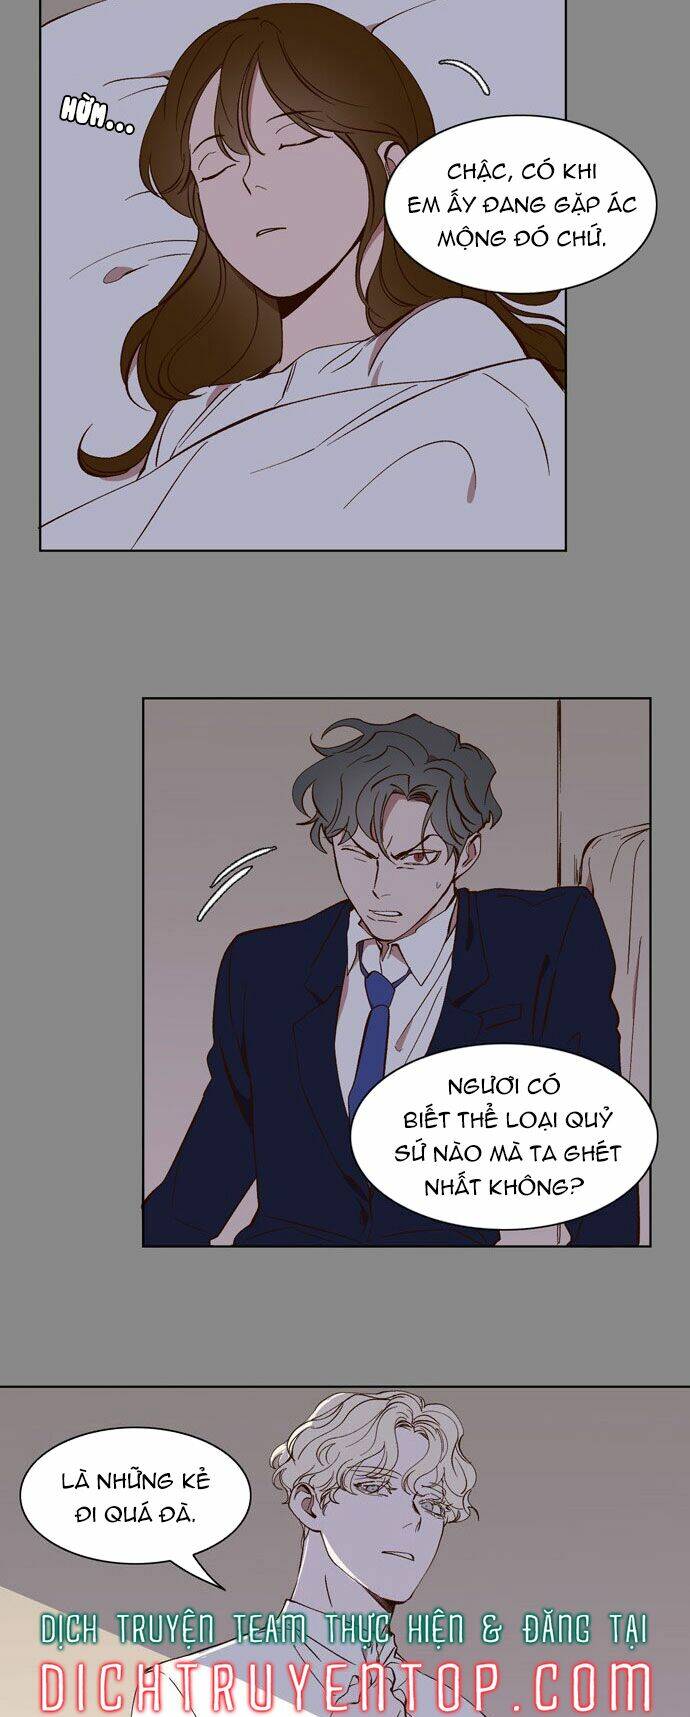 HỪM...
CHẬC, CÓ KHI
EM ẤY ĐANG GẶP ÁC
MỘNG ĐÓ CHỨ.
NGƯƠI CÓ
BIẾT THỂ LOẠI QUỶ
SỨ NÀO MÀ TA GHÉT
NHẤT KHÔNG?
LÀ NHỮNG KẺ
ĐI QUÁ ĐÀ.
DỊCH TRUYỆN TEAM THỰC HIỆN & ĐĂNG TẠI
DICHTRUYENTOP.COM